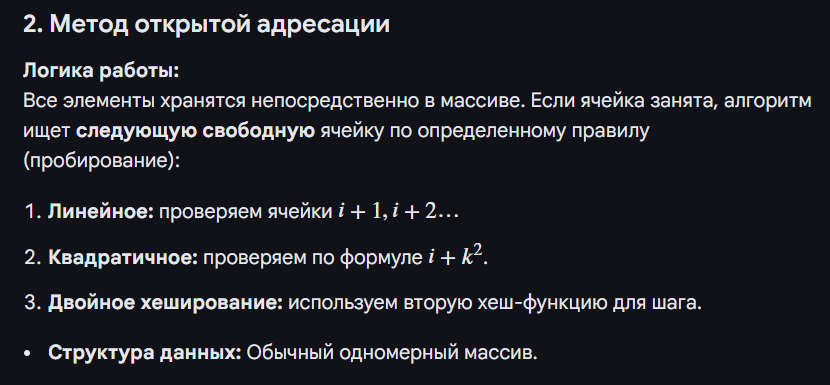 2. Метод открытой адресации
Логика работы:
Все элементы хранятся непосредственно в массиве. Если ячейка занята, алгоритм
ищет следующую свободную ячейку по определенному правилу
(пробирование):
1. Линейное: проверяем ячейки i + 1, i + 2…
2. Квадратичное: проверяем по формуле i + k².
3. Двойное хеширование: используем вторую хеш-функцию для шага.
• Структура данных: Обычный одномерный массив.